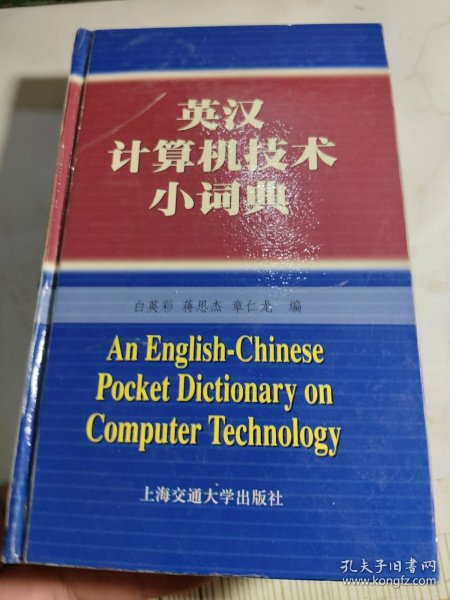 英汉
计算机技术
小词典
白英彩 蒋思杰 章仁龙 编
An English-Chinese
Pocket Dictionary on
Computer Technology
上海交通大学出版社
孔夫子旧书网
www.kongfz.com